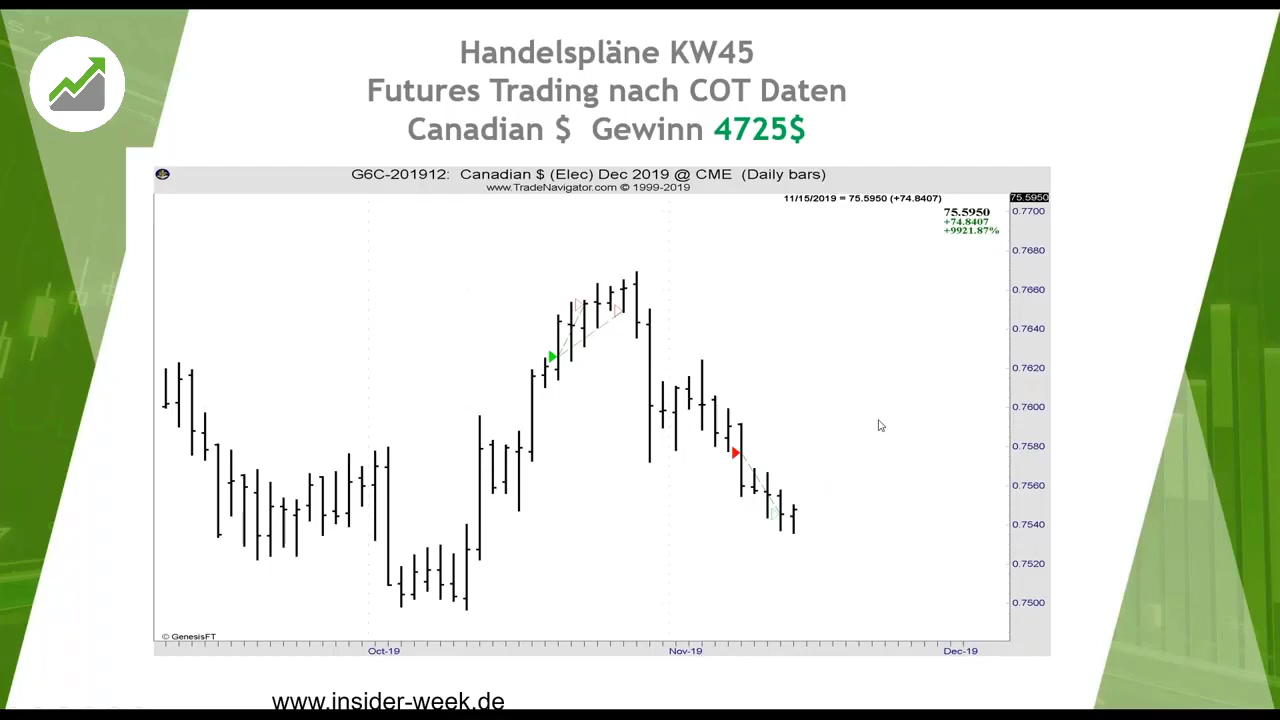 Handelspläne KW45
Futures Trading nach COT Daten
Canadian $ Gewinn 4725$
G6C-201912: Canadian $ (Elec) Dec 2019 @ CME (Daily bars)
www.TradeNavigator.com © 1999-2019
11/15/2019 = 75.5950 (+74.8407)
75.5950
75.5950
+74.8407
+9921.87%
0.7700
0.7680
0.7660
0.7640
0.7620
0.7600
0.7580
0.7560
0.7540
0.7520
0.7500
© GenesisFT
Oct-19
Nov-19
Dec-19
www.insider-week.de